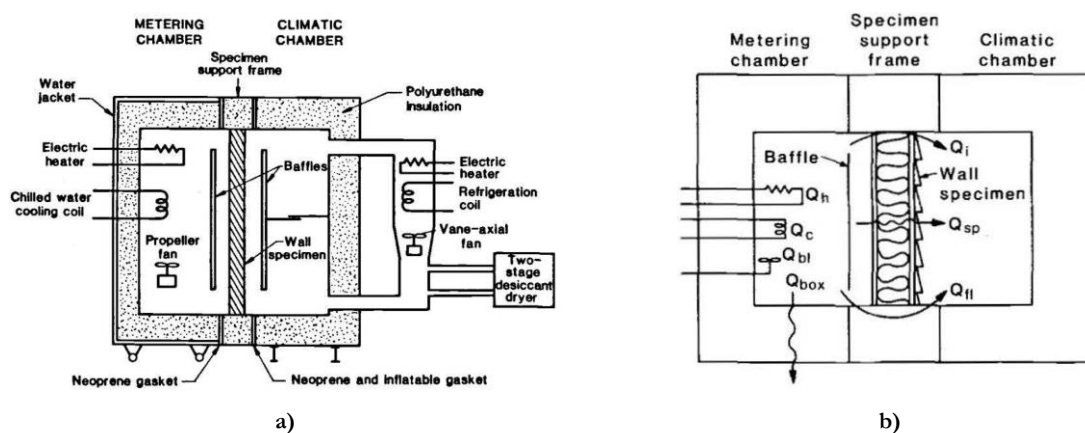 METERING
CHAMBER
CLIMATIC
CHAMBER
Specimen
support frame
Water
jacket
Polyurethane
insulation
Electric
heater
Baffles
Electric
heater
Chilled water
cooling coil
Refrigeration
coil
Propeller
fan
Wall
specimen
Vane-axial
fan
Two-
stage
desiccant
dryer
Neoprene gasket
Neoprene and inflatable gasket
a)
Metering
chamber
Specimen
support
frame
Climatic
chamber
Baffle
Qi
Wall
specimen
Qh
Qc
Qsp
Qbl
Qbox
Qfl
b)